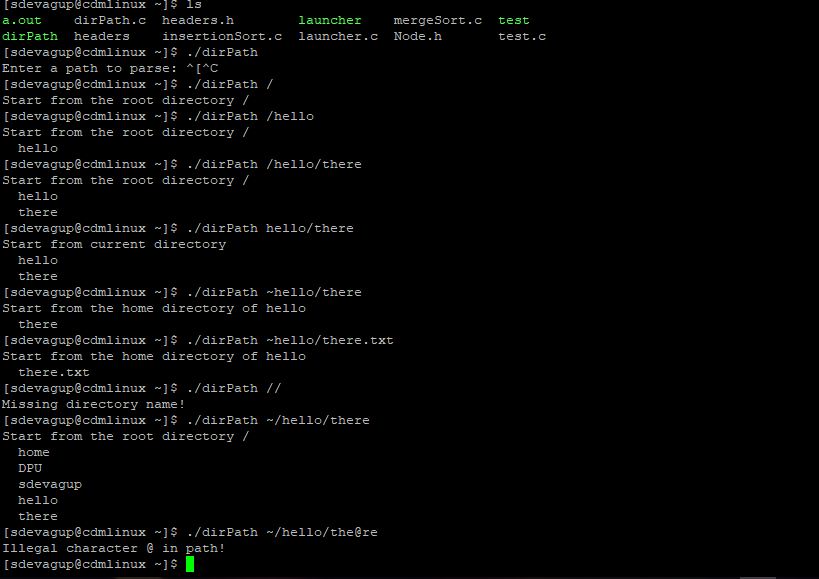 [sdevagup@cdmlinux ~]$ ls
a.out    dirPath.c  headers.h        launcher    mergeSort.c  test
dirPath  headers    insertionSort.c  launcher.c  Node.h       test.c
[sdevagup@cdmlinux ~]$ ./dirPath
Enter a path to parse: ^[^C
[sdevagup@cdmlinux ~]$ ./dirPath /
Start from the root directory /
[sdevagup@cdmlinux ~]$ ./dirPath /hello
Start from the root directory /
  hello
[sdevagup@cdmlinux ~]$ ./dirPath /hello/there
Start from the root directory /
  hello
  there
[sdevagup@cdmlinux ~]$ ./dirPath hello/there
Start from current directory
  hello
  there
[sdevagup@cdmlinux ~]$ ./dirPath ~hello/there
Start from the home directory of hello
  there
[sdevagup@cdmlinux ~]$ ./dirPath ~hello/there.txt
Start from the home directory of hello
  there.txt
[sdevagup@cdmlinux ~]$ ./dirPath //
Missing directory name!
[sdevagup@cdmlinux ~]$ ./dirPath ~/hello/there
Start from the root directory /
  home
  DPU
  sdevagup
  hello
  there
[sdevagup@cdmlinux ~]$ ./dirPath ~/hello/the@re
Illegal character @ in path!
[sdevagup@cdmlinux ~]$